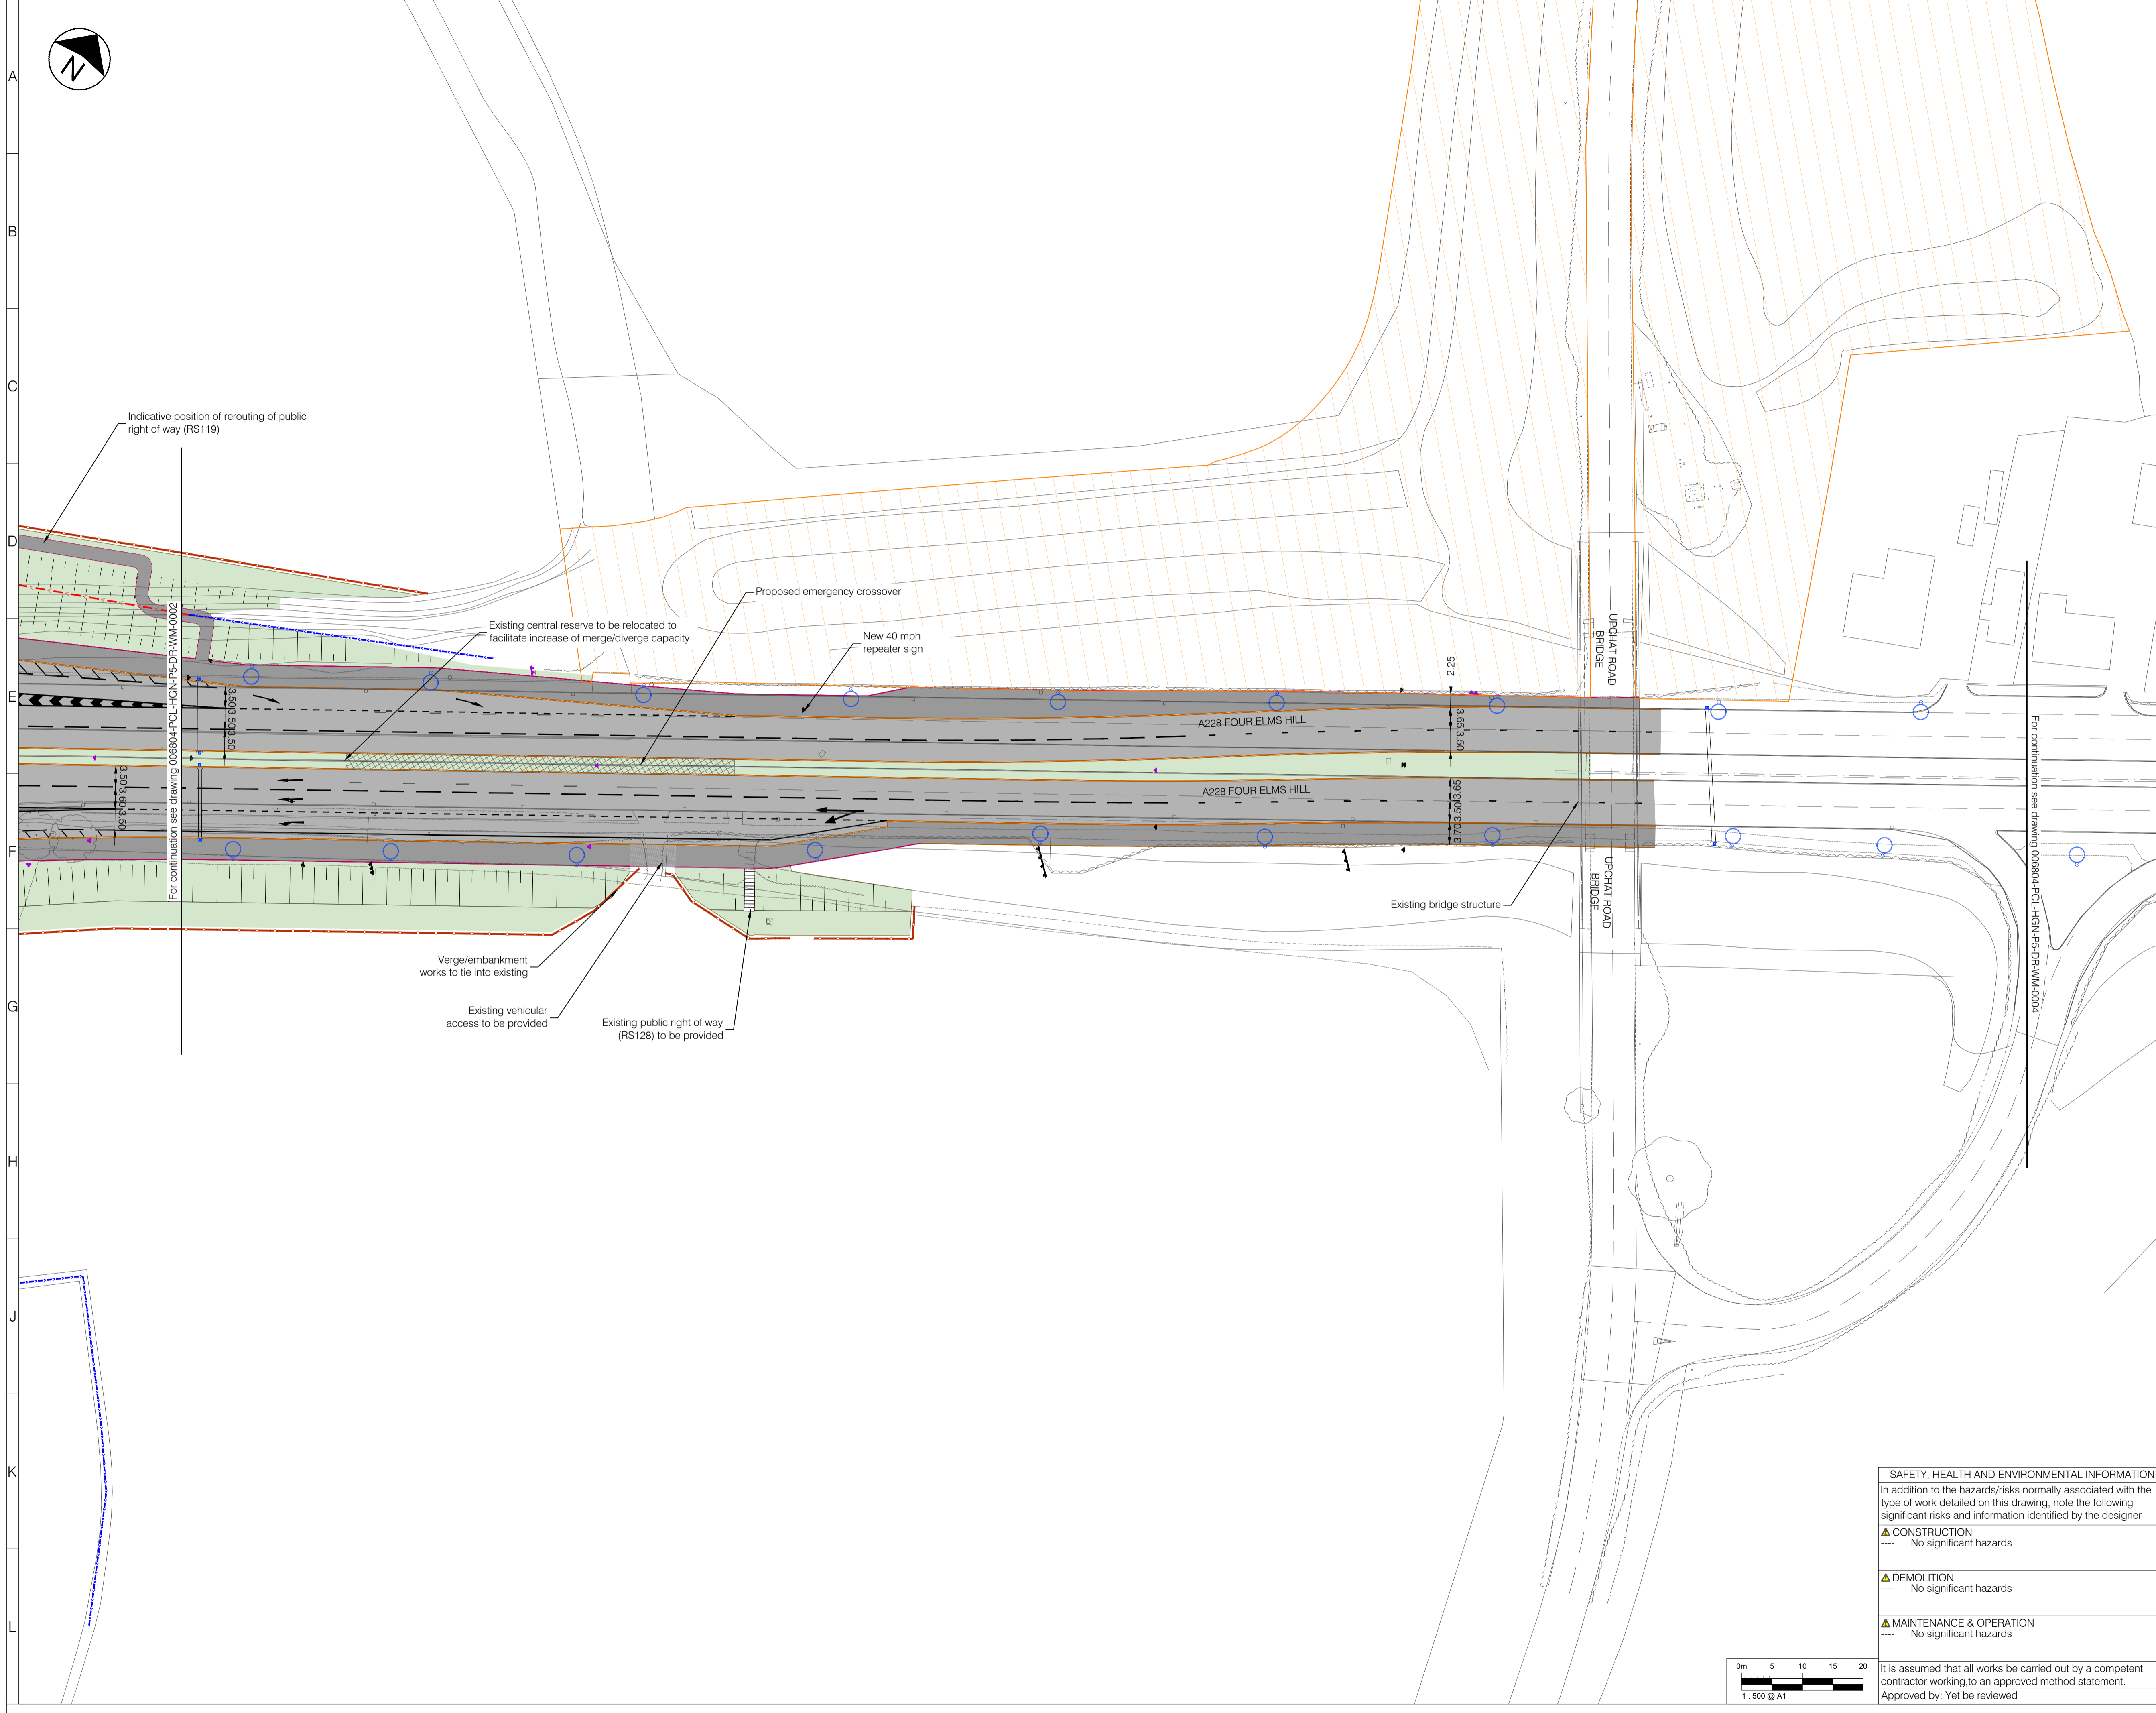 N
A
B
C
D
E
F
G
H
J
K
L
Indicative position of rerouting of public
right of way (RS119)
For continuation see drawing 006804-PCL-HGN-P5-DR-WM-0002
Proposed emergency crossover
Existing central reserve to be relocated to
facilitate increase of merge/diverge capacity
New 40 mph
repeater sign
2.25
3.65
3.50
3.50
3.50
3.50
A228 FOUR ELMS HILL
A228 FOUR ELMS HILL
3.50
3.60
3.50
3.65
3.50
3.70
UPCHAT ROAD
BRIDGE
UPCHAT ROAD
BRIDGE
Existing bridge structure
Verge/embankment
works to tie into existing
Existing vehicular
access to be provided
Existing public right of way
(RS128) to be provided
For continuation see drawing 006804-PCL-HGN-P5-DR-WM-0004
SAFETY, HEALTH AND ENVIRONMENTAL INFORMATION
In addition to the hazards/risks normally associated with the
type of work detailed on this drawing, note the following
significant risks and information identified by the designer
CONSTRUCTION
---- No significant hazards
DEMOLITION
---- No significant hazards
MAINTENANCE & OPERATION
---- No significant hazards
It is assumed that all works be carried out by a competent
contractor working,to an approved method statement.
Approved by: Yet be reviewed
0m 5 10 15 20
1 : 500 @ A1